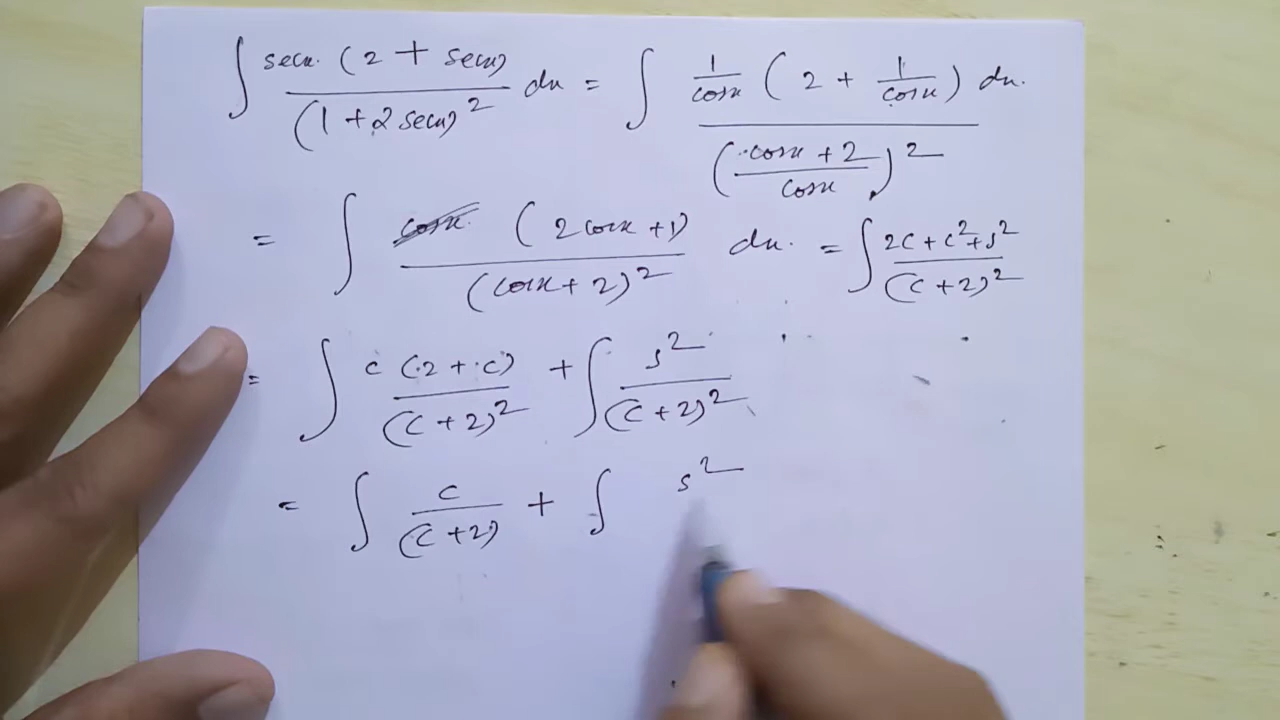 ∫ secx (2 + secx) / (1 + 2 secx)² dx = ∫ 1/cosx (2 + 1/cosx) dx / ((cosx + 2)/cosx)²
= ∫ c̶o̶s̶x̶ (2cosx + 1) / (cosx + 2)² dx = ∫ (2c + c² + s²) / (c + 2)²
= ∫ c (2 + c) / (c + 2)² + ∫ s² / (c + 2)²
= ∫ c / (c + 2) + ∫ s²